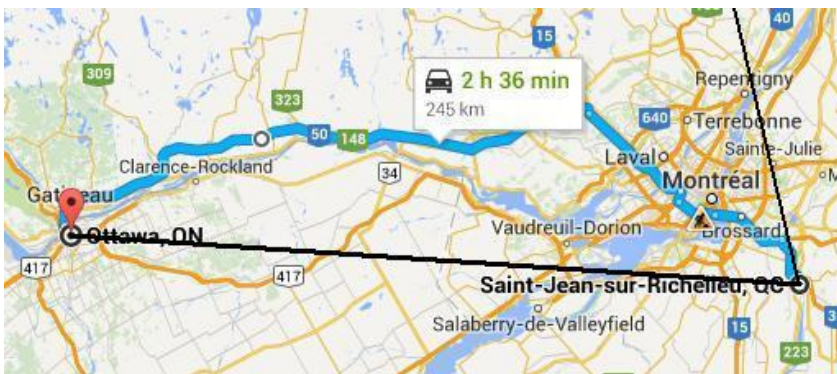 40
15
309
2 h 36 min
245 km
Repentigny
323
640
Terrebonne
50
148
Sainte-Julie
Clarence-Rockland
Laval
34
Montréal
Gatineau
Vaudreuil-Dorion
Brossard
Ottawa, ON
417
417
Saint-Jean-sur-Richelieu, QC
Salaberry-de-Valleyfield
15
223